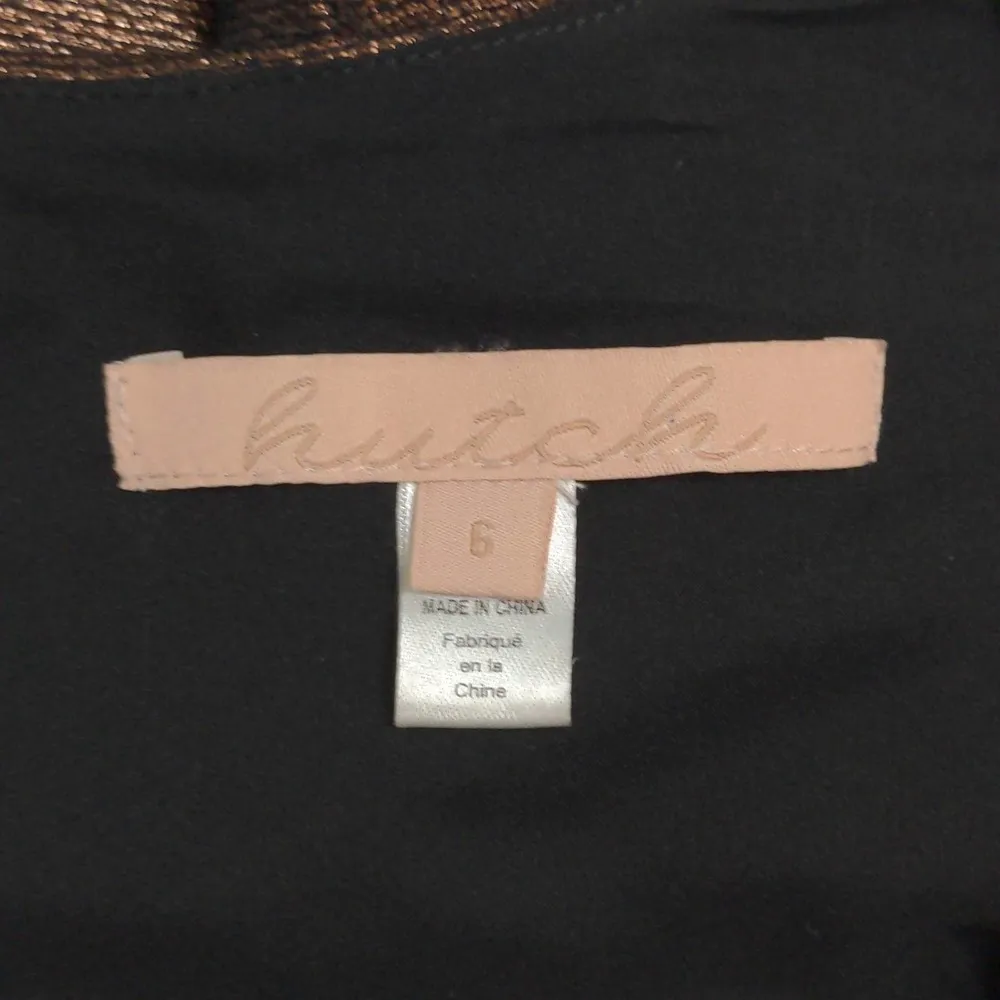 hutch
6
MADE IN CHINA
Fabriqué
en la
Chine